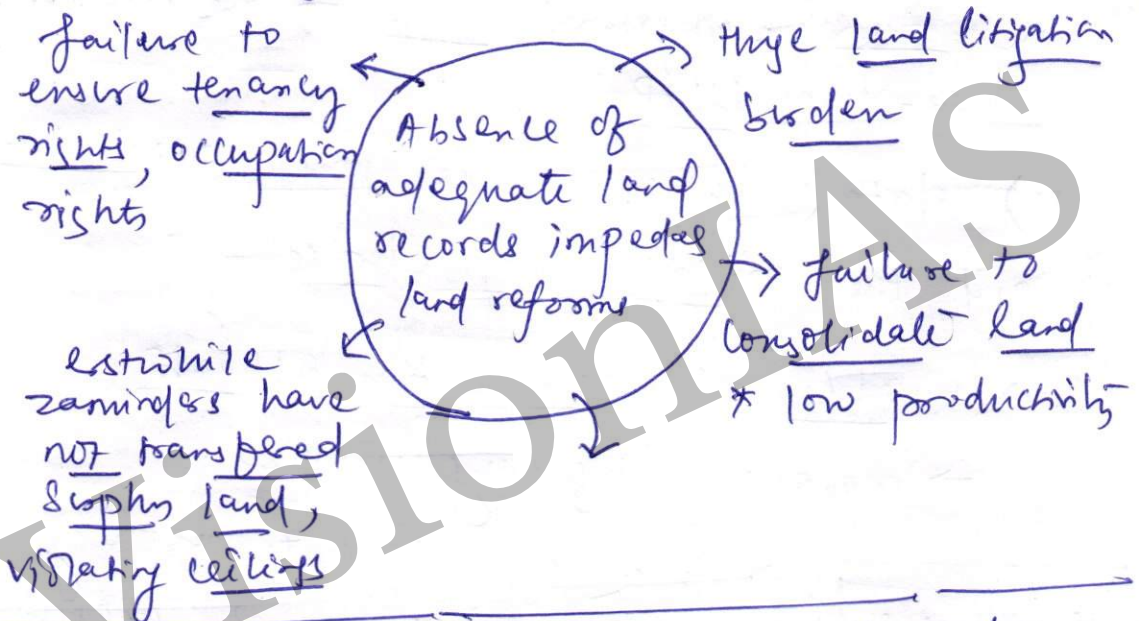 Absence of
adequate land
records impedes
land reforms
failure to
ensure tenancy
rights, occupation
rights
Huge land litigation
burden
failure to
consolidate land
* low productivity
erstwhile
zamindars have
not transfered
surplus land,
violating ceilings
VisionIAS